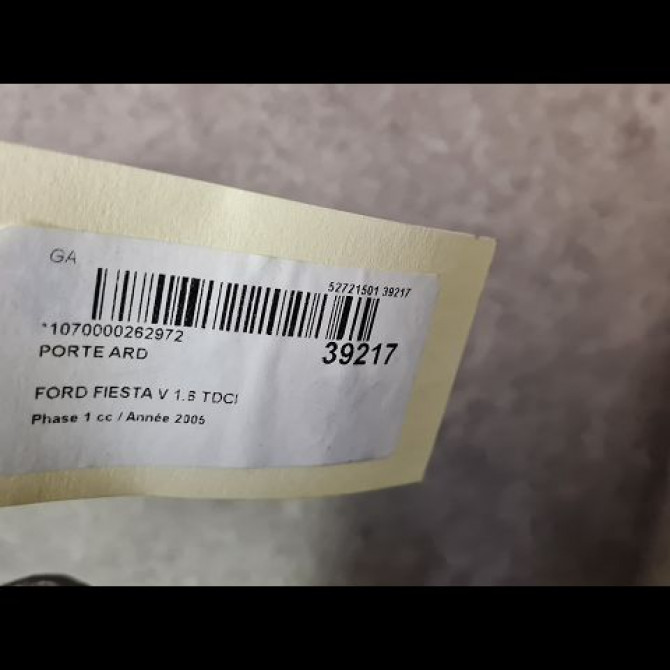 GA
52721501 39217
*1070000262972
39217
PORTE ARD
FORD FIESTA V 1.6 TDCI
Phase 1 cc / Année 2005